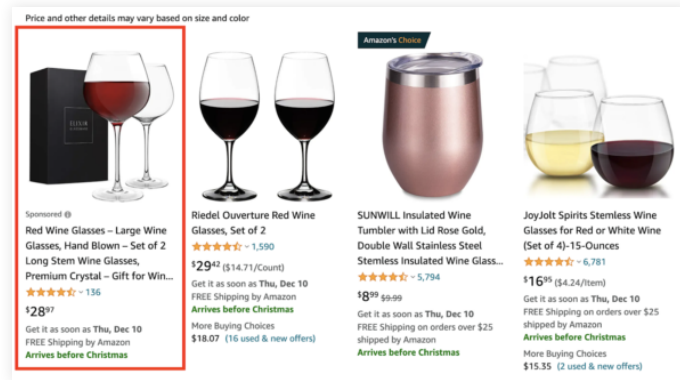 Price and other details may vary based on size and color
Sponsored
Red Wine Glasses – Large Wine
Glasses, Hand Blown – Set of 2
Long Stem Wine Glasses,
Premium Crystal – Gift for Win...
136
$28⁹⁷
Get it as soon as Thu, Dec 10
FREE Shipping by Amazon
Arrives before Christmas
Riedel Ouverture Red Wine
Glasses, Set of 2
1,590
$29⁴² ($14.71/Count)
Get it as soon as Thu, Dec 10
FREE Shipping by Amazon
Arrives before Christmas
More Buying Choices
$18.07 (16 used & new offers)
Amazon's Choice
SUNWILL Insulated Wine
Tumbler with Lid Rose Gold,
Double Wall Stainless Steel
Stemless Insulated Wine Glass...
5,794
$8⁹⁹ $9.99
Get it as soon as Thu, Dec 10
FREE Shipping on orders over $25
shipped by Amazon
Arrives before Christmas
JoyJolt Spirits Stemless Wine
Glasses for Red or White Wine
(Set of 4)-15-Ounces
6,781
$16⁹⁵ ($4.24/Item)
Get it as soon as Thu, Dec 10
FREE Shipping on orders over $25
shipped by Amazon
Arrives before Christmas
More Buying Choices
$15.35 (2 used & new offers)